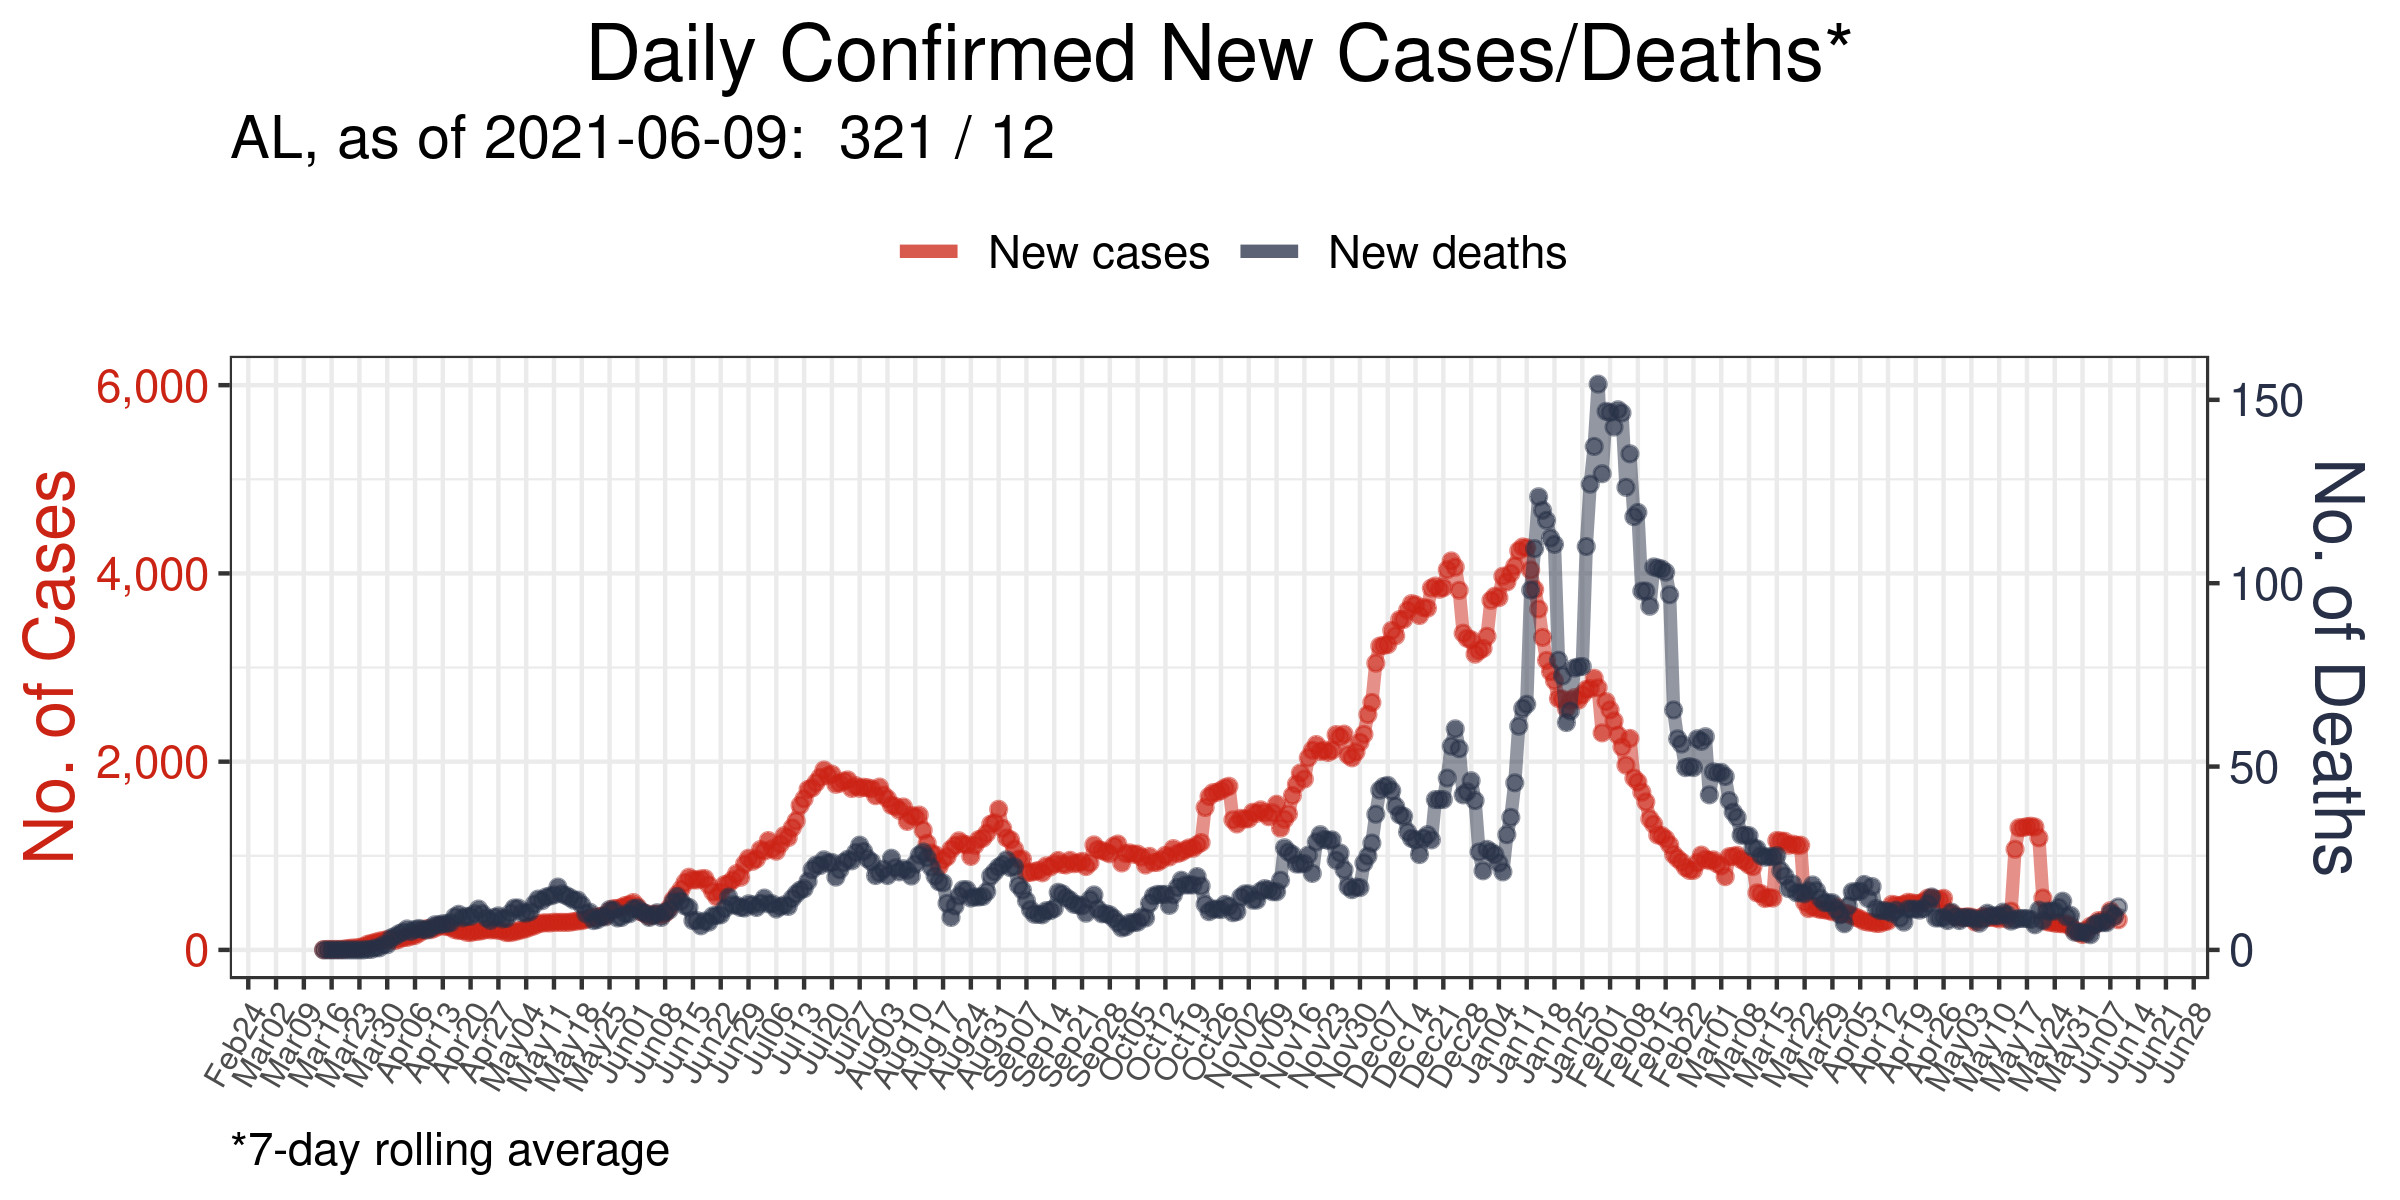 Daily Confirmed New Cases/Deaths*
AL, as of 2021-06-09:  321 / 12
New cases
New deaths
No. of Cases
6,000
4,000
2,000
0
150
100
50
0
No. of Deaths
Feb24
Mar02
Mar09
Mar16
Mar23
Mar30
Apr06
Apr13
Apr20
Apr27
May04
May11
May18
May25
Jun01
Jun08
Jun15
Jun22
Jun29
Jul06
Jul13
Jul20
Jul27
Aug03
Aug10
Aug17
Aug24
Aug31
Sep07
Sep14
Sep21
Sep28
Oct05
Oct12
Oct19
Oct26
Nov02
Nov09
Nov16
Nov23
Nov30
Dec07
Dec14
Dec21
Dec28
Jan04
Jan11
Jan18
Jan25
Feb01
Feb08
Feb15
Feb22
Mar01
Mar08
Mar15
Mar22
Mar29
Apr05
Apr12
Apr19
Apr26
May03
May10
May17
May24
May31
Jun07
Jun14
Jun21
Jun28
*7-day rolling average